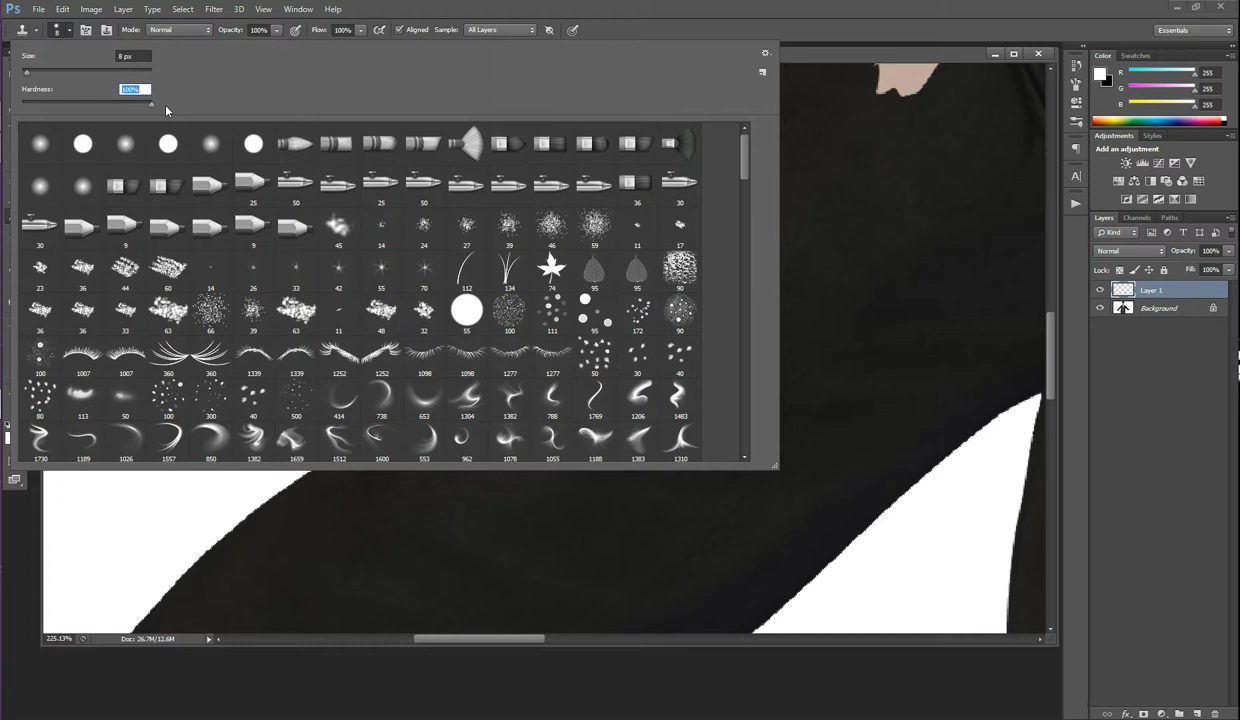 Ps File Edit Image Layer Type Select Filter 3D View Window Help
8 Mode: Normal Opacity: 100% Flow: 100% Aligned Sample: All Layers Essentials
Size: 8 px
Hardness: 100%
25 50 25 50 36 30
30 9 9 45 14 24 27 39 46 59 11 17
23 36 44 60 14 26 33 42 55 70 112 134 74 95 95 90
36 36 33 63 66 39 63 11 48 32 55 100 111 95 172 90
100 1007 1007 360 360 1339 1339 1252 1252 1098 1098 1277 1277 50 30 40
80 113 50 100 300 40 500 414 738 653 1304 1382 788 1769 1206 1483
1730 1189 1026 1557 850 1382 1659 1512 1600 553 962 1078 1055 1188 1383 1310
225.13% Doc: 26.7M/12.6M
Color Swatches
R 255
G 255
B 255
Adjustments Styles
Add an adjustment
Layers Channels Paths
Kind
Normal Opacity: 100%
Lock: Fill: 100%
Layer 1
Background
fx